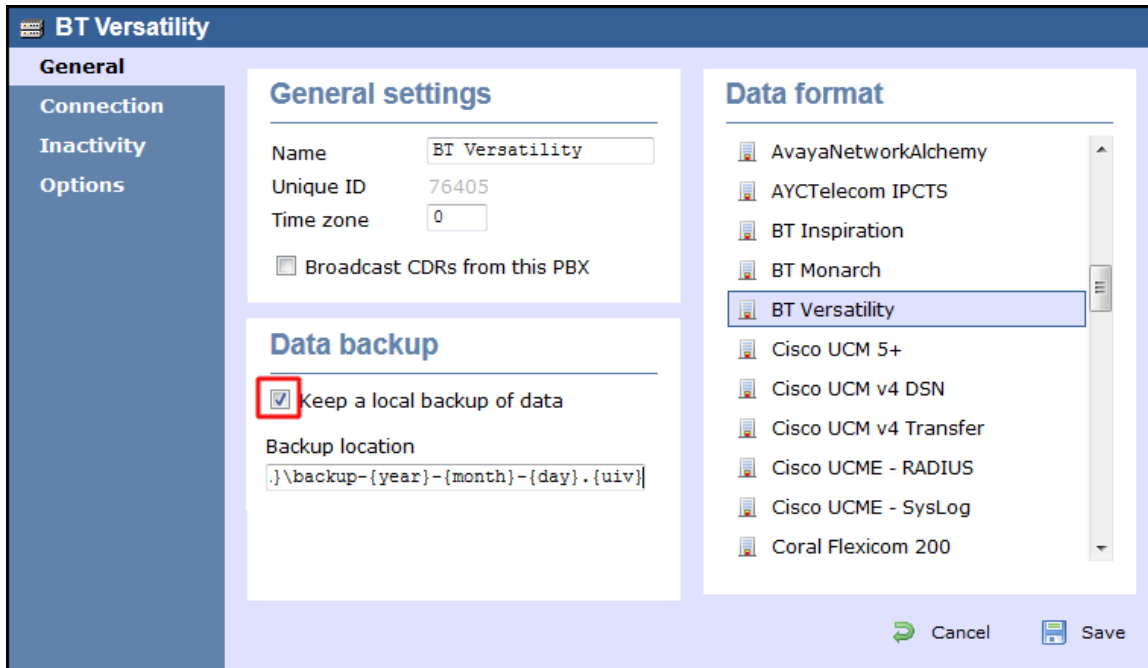 BT Versatility
General
Connection
Inactivity
Options
General settings
Name BT Versatility
Unique ID 76405
Time zone 0
Broadcast CDRs from this PBX
Data backup
Keep a local backup of data
Backup location
.}\backup-{year}-{month}-{day}.{uiv}
Data format
AvayaNetworkAlchemy
AYCTelecom IPCTS
BT Inspiration
BT Monarch
BT Versatility
Cisco UCM 5+
Cisco UCM v4 DSN
Cisco UCM v4 Transfer
Cisco UCME - RADIUS
Cisco UCME - SysLog
Coral Flexicom 200
Cancel
Save